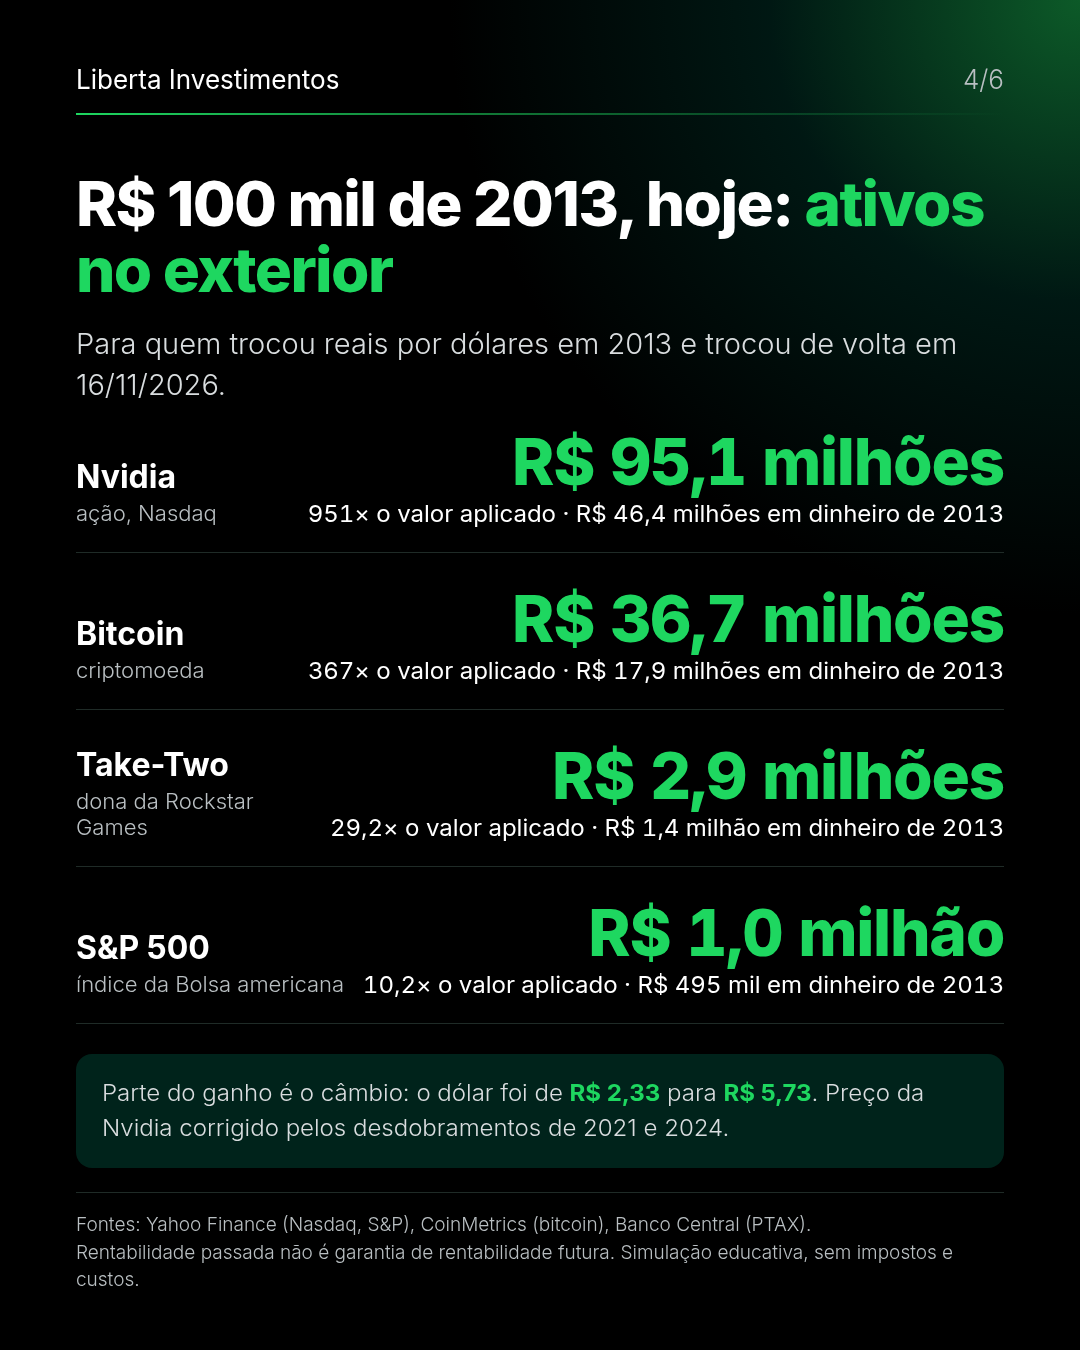 Liberta Investimentos
4/6
R$ 100 mil de 2013, hoje: ativos
no exterior
Para quem trocou reais por dólares em 2013 e trocou de volta em
16/11/2026.
Nvidia
ação, Nasdaq
R$ 95,1 milhões
951× o valor aplicado · R$ 46,4 milhões em dinheiro de 2013
Bitcoin
criptomoeda
R$ 36,7 milhões
367× o valor aplicado · R$ 17,9 milhões em dinheiro de 2013
Take-Two
dona da Rockstar
Games
R$ 2,9 milhões
29,2× o valor aplicado · R$ 1,4 milhão em dinheiro de 2013
S&P 500
índice da Bolsa americana
R$ 1,0 milhão
10,2× o valor aplicado · R$ 495 mil em dinheiro de 2013
Parte do ganho é o câmbio: o dólar foi de R$ 2,33 para R$ 5,73. Preço da
Nvidia corrigido pelos desdobramentos de 2021 e 2024.
Fontes: Yahoo Finance (Nasdaq, S&P), CoinMetrics (bitcoin), Banco Central (PTAX).
Rentabilidade passada não é garantia de rentabilidade futura. Simulação educativa, sem impostos e
custos.